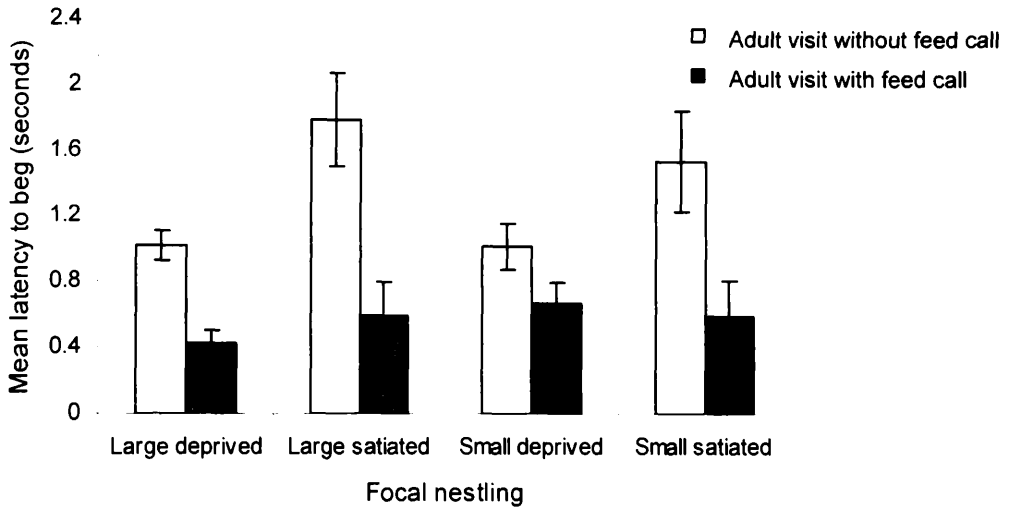 2.4
2
1.6
1.2
0.8
0.4
0
Mean latency to beg (seconds)
Adult visit without feed call
Adult visit with feed call
Large deprived
Large satiated
Small deprived
Small satiated
Focal nestling